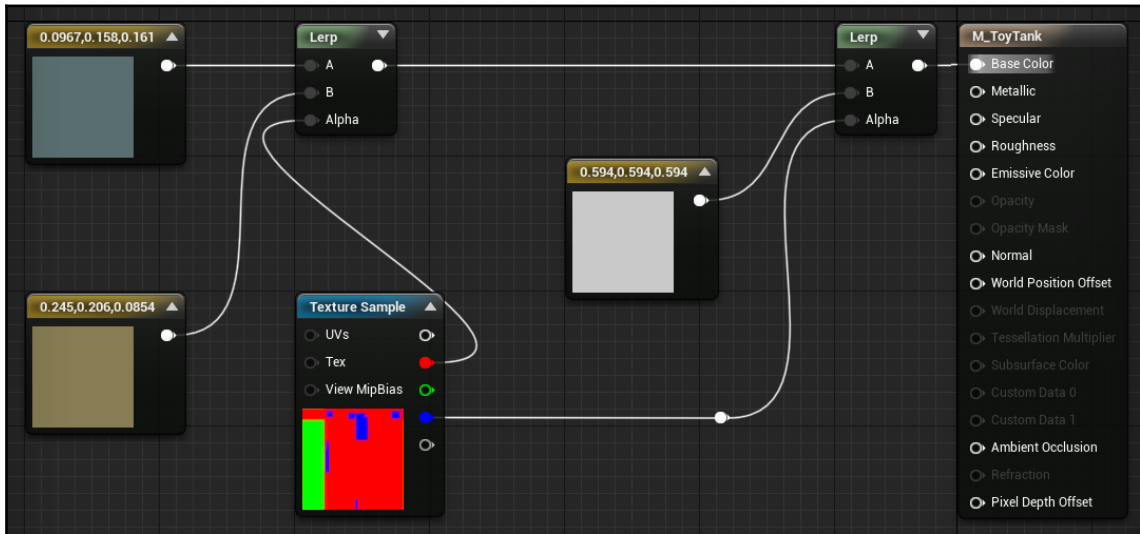 0.0967,0.158,0.161
Lerp
A
B
Alpha
Lerp
A
B
Alpha
M_ToyTank
Base Color
Metallic
Specular
Roughness
Emissive Color
Opacity
Opacity Mask
Normal
World Position Offset
World Displacement
Tessellation Multiplier
Subsurface Color
Custom Data 0
Custom Data 1
Ambient Occlusion
Refraction
Pixel Depth Offset
0.594,0.594,0.594
0.245,0.206,0.0854
Texture Sample
UVs
Tex
View MipBias